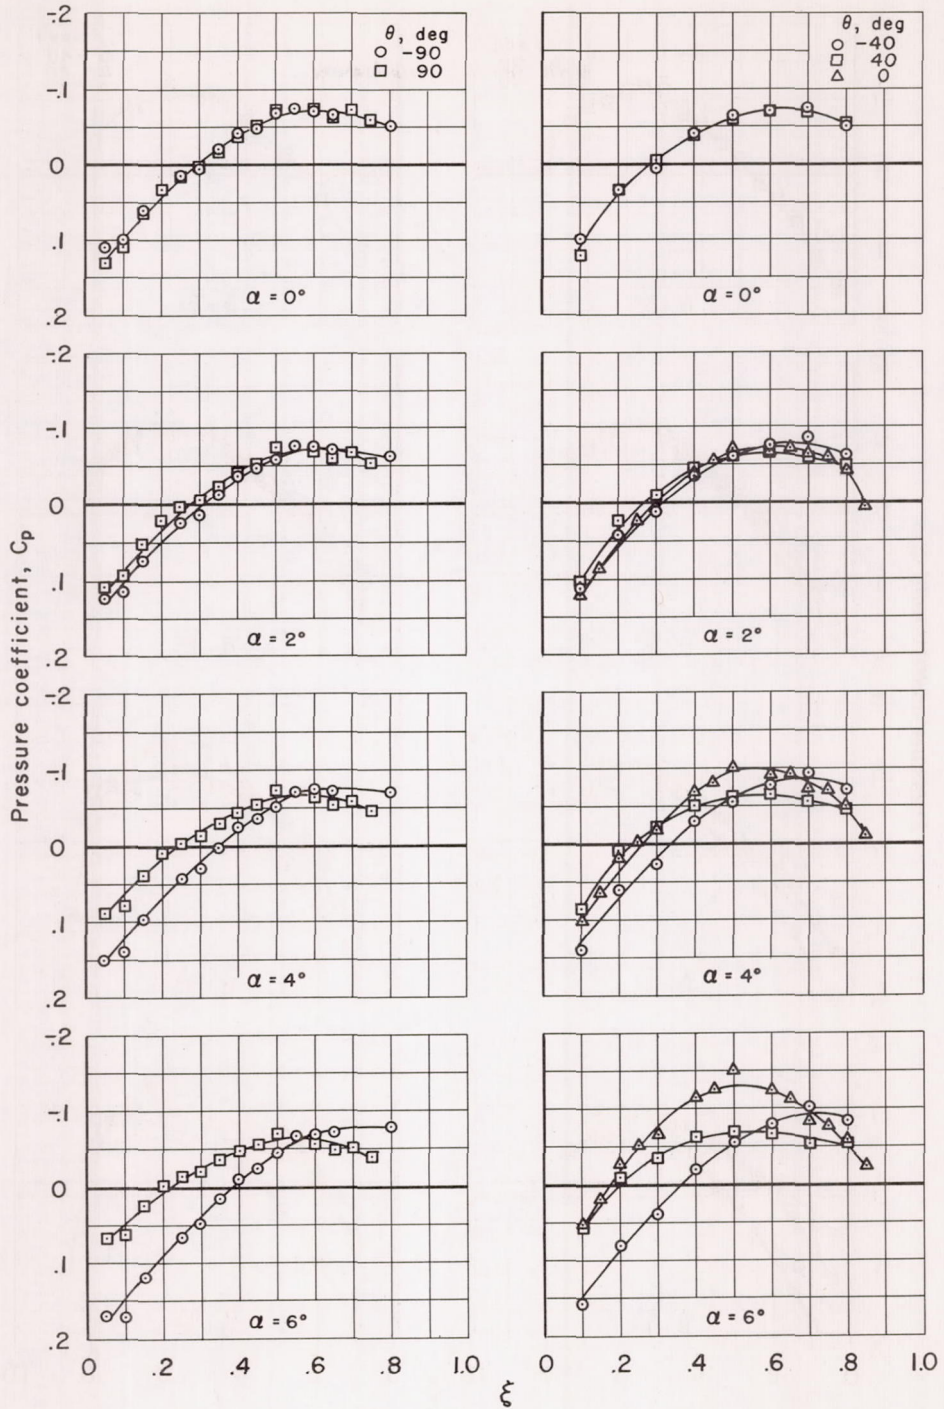 -.2
-.1
0
.1
.2
θ, deg
-90
90
α = 0°
θ, deg
-40
40
0
α = 0°
-.2
-.1
0
.1
.2
α = 2°
α = 2°
Pressure coefficient, Cp
-.2
-.1
0
.1
.2
α = 4°
α = 4°
-.2
-.1
0
.1
.2
α = 6°
α = 6°
0 .2 .4 .6 .8 1.0
0 .2 .4 .6 .8 1.0
ξ